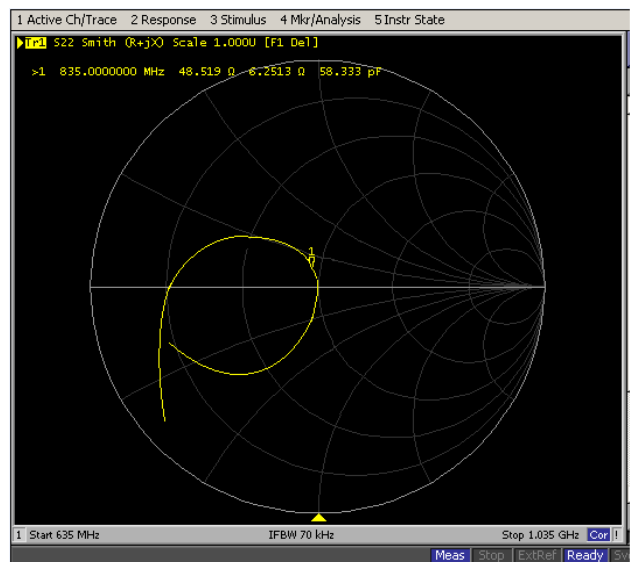 1 Active Ch/Trace 2 Response 3 Stimulus 4 Mkr/Analysis 5 Instr State
Tr1 S22 Smith (R+jX) Scale 1.000U [F1 Del]
>1 835.0000000 MHz 48.519 Ω 6.2513 Ω 58.333 pF
1
1 Start 635 MHz IFBW 70 kHz Stop 1.035 GHz Cor !
Meas Stop ExtRef Ready Sv